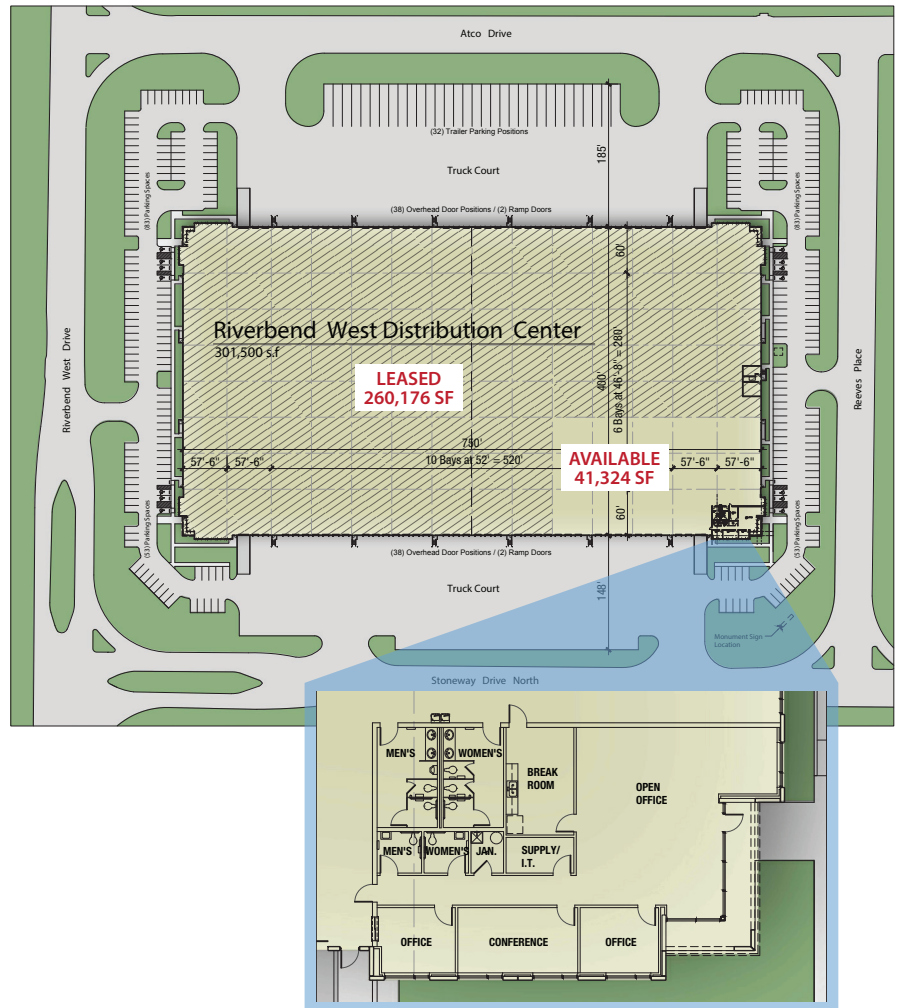 Atco Drive
(32) Trailer Parking Positions
185'
Truck Court
(83) Parking Spaces
(83) Parking Spaces
(38) Overhead Door Positions / (2) Ramp Doors
60'
Riverbend West Distribution Center
301,500 s.f
Riverbend West Drive
Reeves Place
LEASED
260,176 SF
400'
6 Bays at 46'-8" = 280'
750'
57'-6"
57'-6"
10 Bays at 52' = 520'
AVAILABLE
41,324 SF
57'-6"
57'-6"
60'
(53) Parking Spaces
(53) Parking Spaces
(38) Overhead Door Positions / (2) Ramp Doors
Truck Court
148'
Monument Sign
Location
Stoneway Drive North
MEN'S
WOMEN'S
BREAK
ROOM
OPEN
OFFICE
MEN'S
WOMEN'S
JAN.
SUPPLY/
I.T.
OFFICE
CONFERENCE
OFFICE